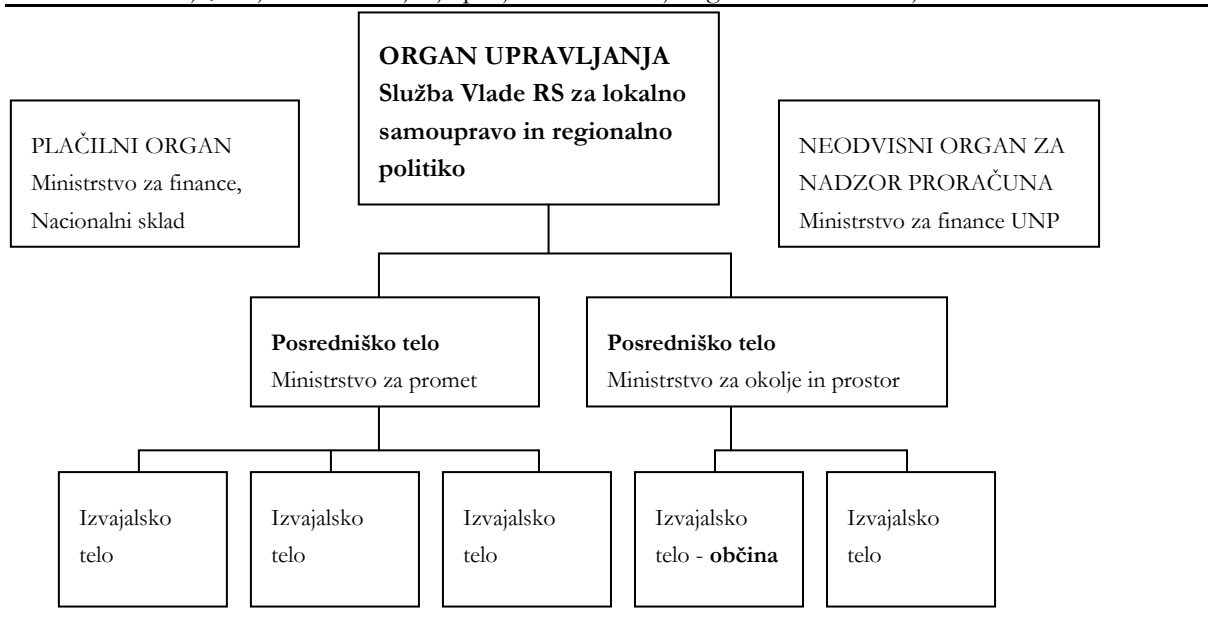 ORGAN UPRAVLJANJA
Služba Vlade RS za lokalno
samoupravo in regionalno
politiko
PLAČILNI ORGAN
Ministrstvo za finance,
Nacionalni sklad
NEODVISNI ORGAN ZA
NADZOR PRORAČUNA
Ministrstvo za finance UNP
Posredniško telo
Ministrstvo za promet
Posredniško telo
Ministrstvo za okolje in prostor
Izvajalsko
telo
Izvajalsko
telo
Izvajalsko
telo
Izvajalsko
telo - občina
Izvajalsko
telo